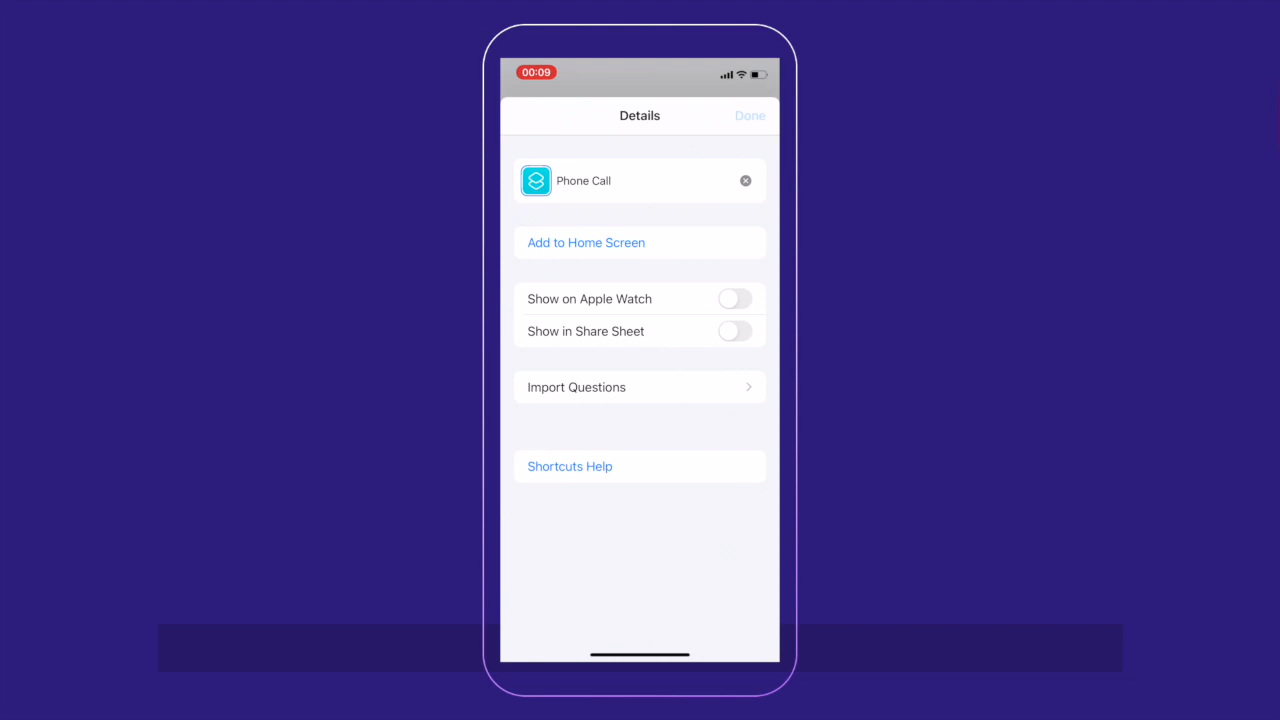 00:09
Details
Done
Phone Call
Add to Home Screen
Show on Apple Watch
Show in Share Sheet
Import Questions
Shortcuts Help